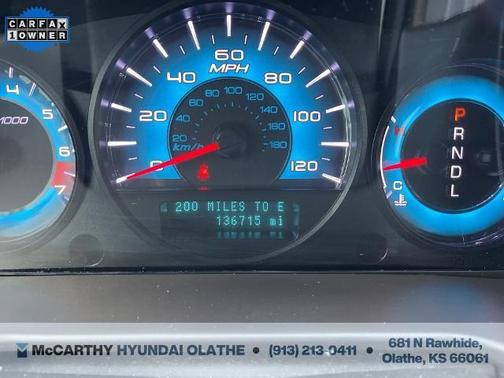 CARFAX
1 OWNER
60
MPH
40
80
20
100
0
120
20
40
60
80
100
120
140
160
180
km/h
4
5
6
7
1000
H
C
P
R
N
D
L
200 MILES TO E
136715 mi
McCARTHY HYUNDAI OLATHE • (913) 213-0411 • 681 N Rawhide,
Olathe, KS 66061